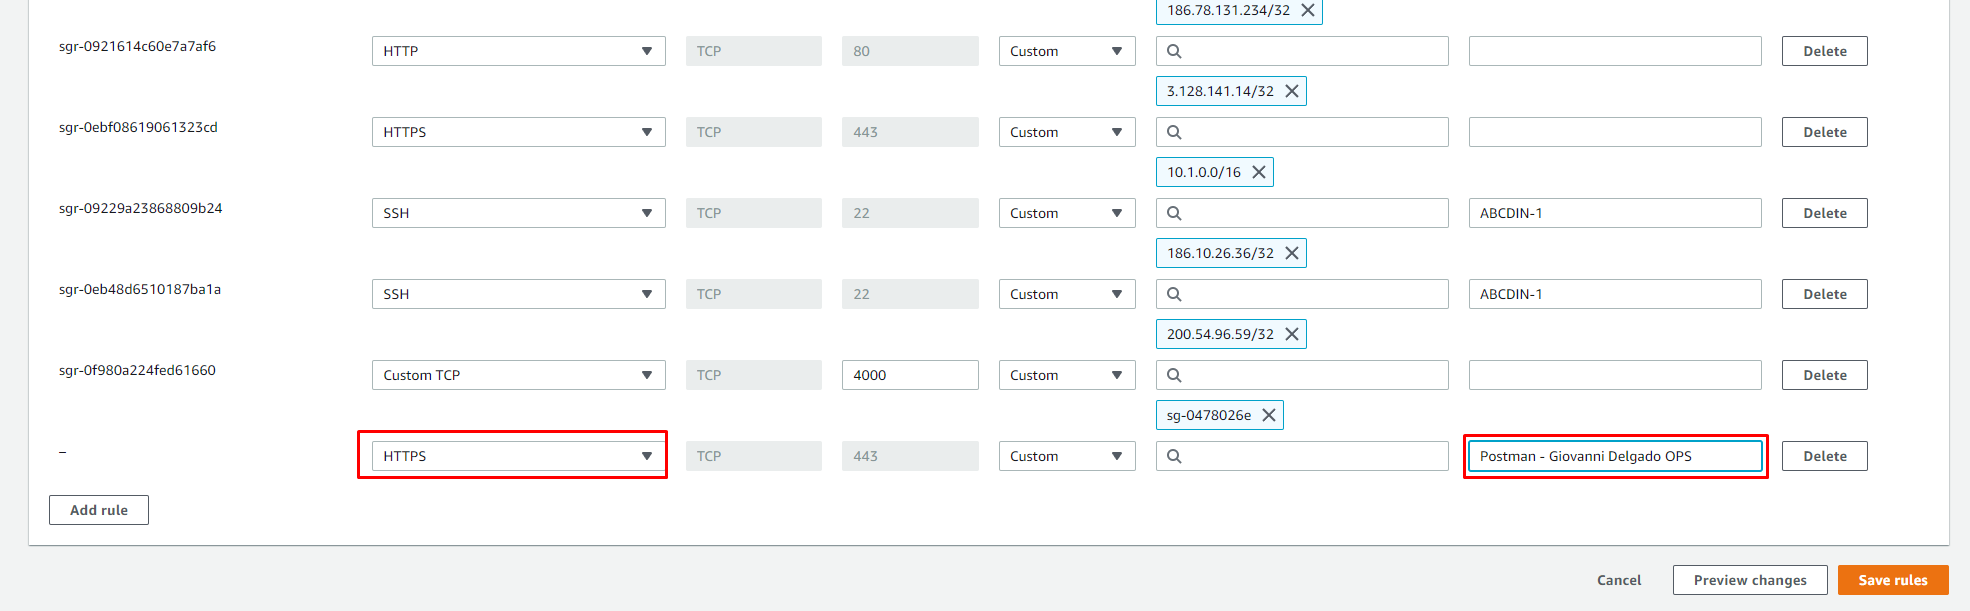 186.78.131.234/32
sgr-0921614c60e7a7af6 HTTP TCP 80 Custom Delete
3.128.141.14/32
sgr-0ebf08619061323cd HTTPS TCP 443 Custom Delete
10.1.0.0/16
sgr-09229a23868809b24 SSH TCP 22 Custom ABCDIN-1 Delete
186.10.26.36/32
sgr-0eb48d6510187ba1a SSH TCP 22 Custom ABCDIN-1 Delete
200.54.96.59/32
sgr-0f980a224fed61660 Custom TCP TCP 4000 Custom Delete
sg-0478026e
– HTTPS TCP 443 Custom Postman - Giovanni Delgado OPS Delete
Add rule
Cancel Preview changes Save rules